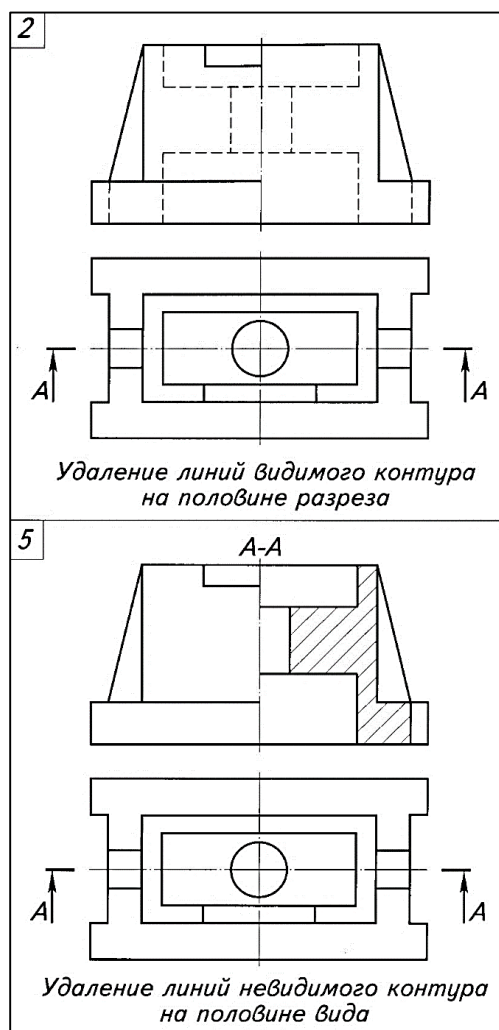 2
А А
Удаление линий видимого контура
на половине разреза
5
А-А
А А
Удаление линий невидимого контура
на половине вида